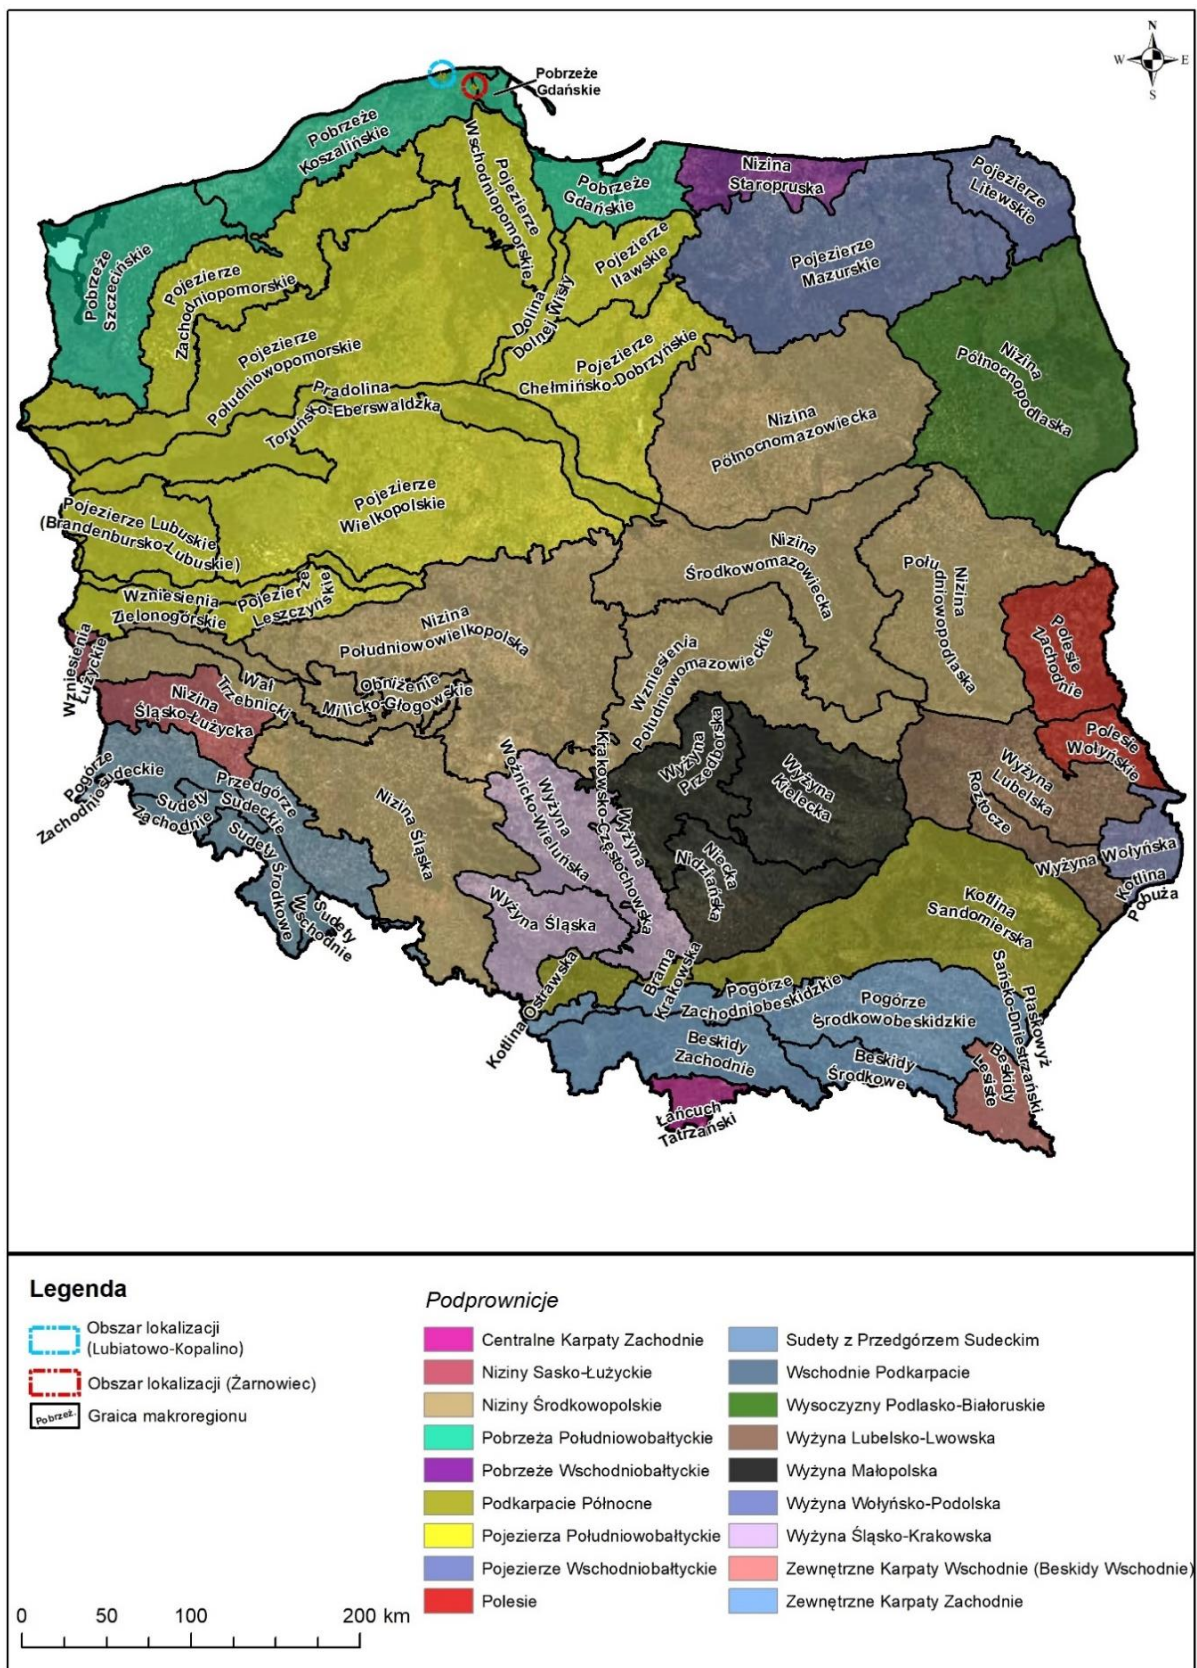 N
W
E
S
Pobrzeże
Gdańskie
Pobrzeże
Koszalińskie
Pojezierze
Wschodniopomorskie
Nizina
Staropruska
Pojezierze
Litewskie
Pobrzeże
Gdańskie
Pobrzeże
Szczecińskie
Pojezierze
Zachodniopomorskie
Pojezierze
Iławskie
Pojezierze
Mazurskie
Dolina
Dolnej Wisły
Pojezierze
Południowopomorskie
Pojezierze
Chełmińsko-Dobrzyńskie
Nizina
Północnopodlaska
Pradolina
Toruńsko-Eberswaldzka
Nizina
Północnomazowiecka
Pojezierze
Wielkopolskie
Pojezierze Lubuskie
(Brandenbursko-Lubuskie)
Nizina
Środkowomazowiecka
Nizina
Południowopodlaska
Wzniesienia
Zielonogórskie
Pojezierze
Leszczyńskie
Nizina
Południowowielkopolska
Polesie
Zachodnie
Wzniesienia
Łużyckie
Wzniesienia
Południowomazowieckie
Wał
Trzebnicki
Obniżenie
Milicko-Głogowskie
Nizina
Śląsko-Łużycka
Polesie
Wołyńskie
Pogórze
Zachodniosudeckie
Przedgórze
Sudeckie
Sudety
Zachodnie
Wyżyna
Przedborska
Wyżyna
Kielecka
Wyżyna
Lubelska
Roztocze
Nizina Śląska
Wyżyna
Woźnicko-Wieluńska
Wyżyna
Krakowsko-Częstochowska
Sudety Środkowe
Sudety
Wschodnie
Niecka
Nidziańska
Wyżyna Wołyńska
Kotlina
Pobuża
Wyżyna Śląska
Kotlina
Sandomierska
Kotlina Ostrawska
Brama
Krakowska
Pogórze
Zachodniobeskidzkie
Pogórze
Środkowobeskidzkie
Płaskowyż
Sańsko-Dniestrzański
Beskidy
Zachodnie
Beskidy
Środkowe
Beskidy
Lesiste
Łańcuch
Tatrzański
Legenda
Obszar lokalizacji
(Lubiatowo-Kopalino)
Obszar lokalizacji (Żarnowiec)
Pobrzeż.
Graica makroregionu
0 50 100 200 km
Podprownicje
Centralne Karpaty Zachodnie
Niziny Sasko-Łużyckie
Niziny Środkowopolskie
Pobrzeża Południowobałtyckie
Pobrzeże Wschodniobałtyckie
Podkarpacie Północne
Pojezierza Południowobałtyckie
Pojezierze Wschodniobałtyckie
Polesie
Sudety z Przedgórzem Sudeckim
Wschodnie Podkarpacie
Wysoczyzny Podlasko-Białoruskie
Wyżyna Lubelsko-Lwowska
Wyżyna Małopolska
Wyżyna Wołyńsko-Podolska
Wyżyna Śląsko-Krakowska
Zewnętrzne Karpaty Wschodnie (Beskidy Wschodnie)
Zewnętrzne Karpaty Zachodnie